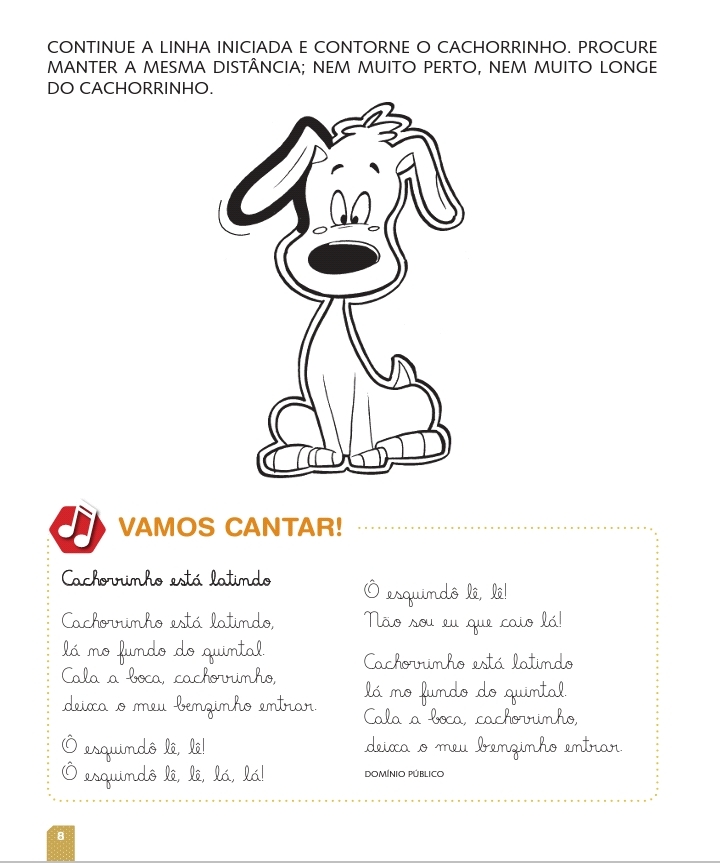 CONTINUE A LINHA INICIADA E CONTORNE O CACHORRINHO. PROCURE
MANTER A MESMA DISTÂNCIA; NEM MUITO PERTO, NEM MUITO LONGE
DO CACHORRINHO.
VAMOS CANTAR!
Cachorrinho está latindo
Cachorrinho está latindo,
lá no fundo do quintal.
Cala a boca, cachorrinho,
deixa o meu benzinho entrar.
Ô esquindô lê, lê!
Ô esquindô lê, lê, lá, lá!
Ô esquindô lê, lê!
Não sou eu que caio lá!
Cachorrinho está latindo
lá no fundo do quintal.
Cala a boca, cachorrinho,
deixa o meu benzinho entrar.
DOMÍNIO PÚBLICO
8